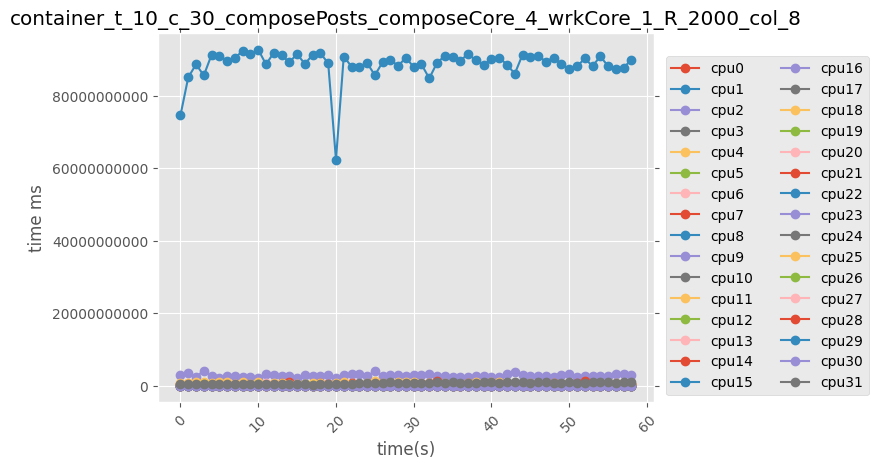 container_t_10_c_30_composePosts_composeCore_4_wrkCore_1_R_2000_col_8
time ms
80000000000
60000000000
40000000000
20000000000
0
0
10
20
30
40
50
60
time(s)
cpu0
cpu1
cpu2
cpu3
cpu4
cpu5
cpu6
cpu7
cpu8
cpu9
cpu10
cpu11
cpu12
cpu13
cpu14
cpu15
cpu16
cpu17
cpu18
cpu19
cpu20
cpu21
cpu22
cpu23
cpu24
cpu25
cpu26
cpu27
cpu28
cpu29
cpu30
cpu31